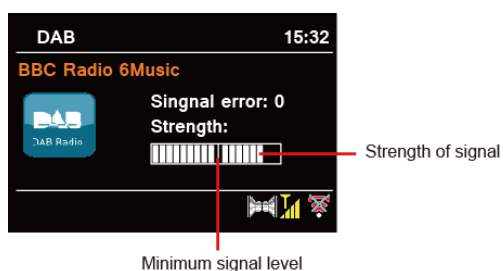 DAB 15:32
BBC Radio 6Music
Singnal error: 0
Strength:
DAB
DAB Radio
Strength of signal
Minimum signal level